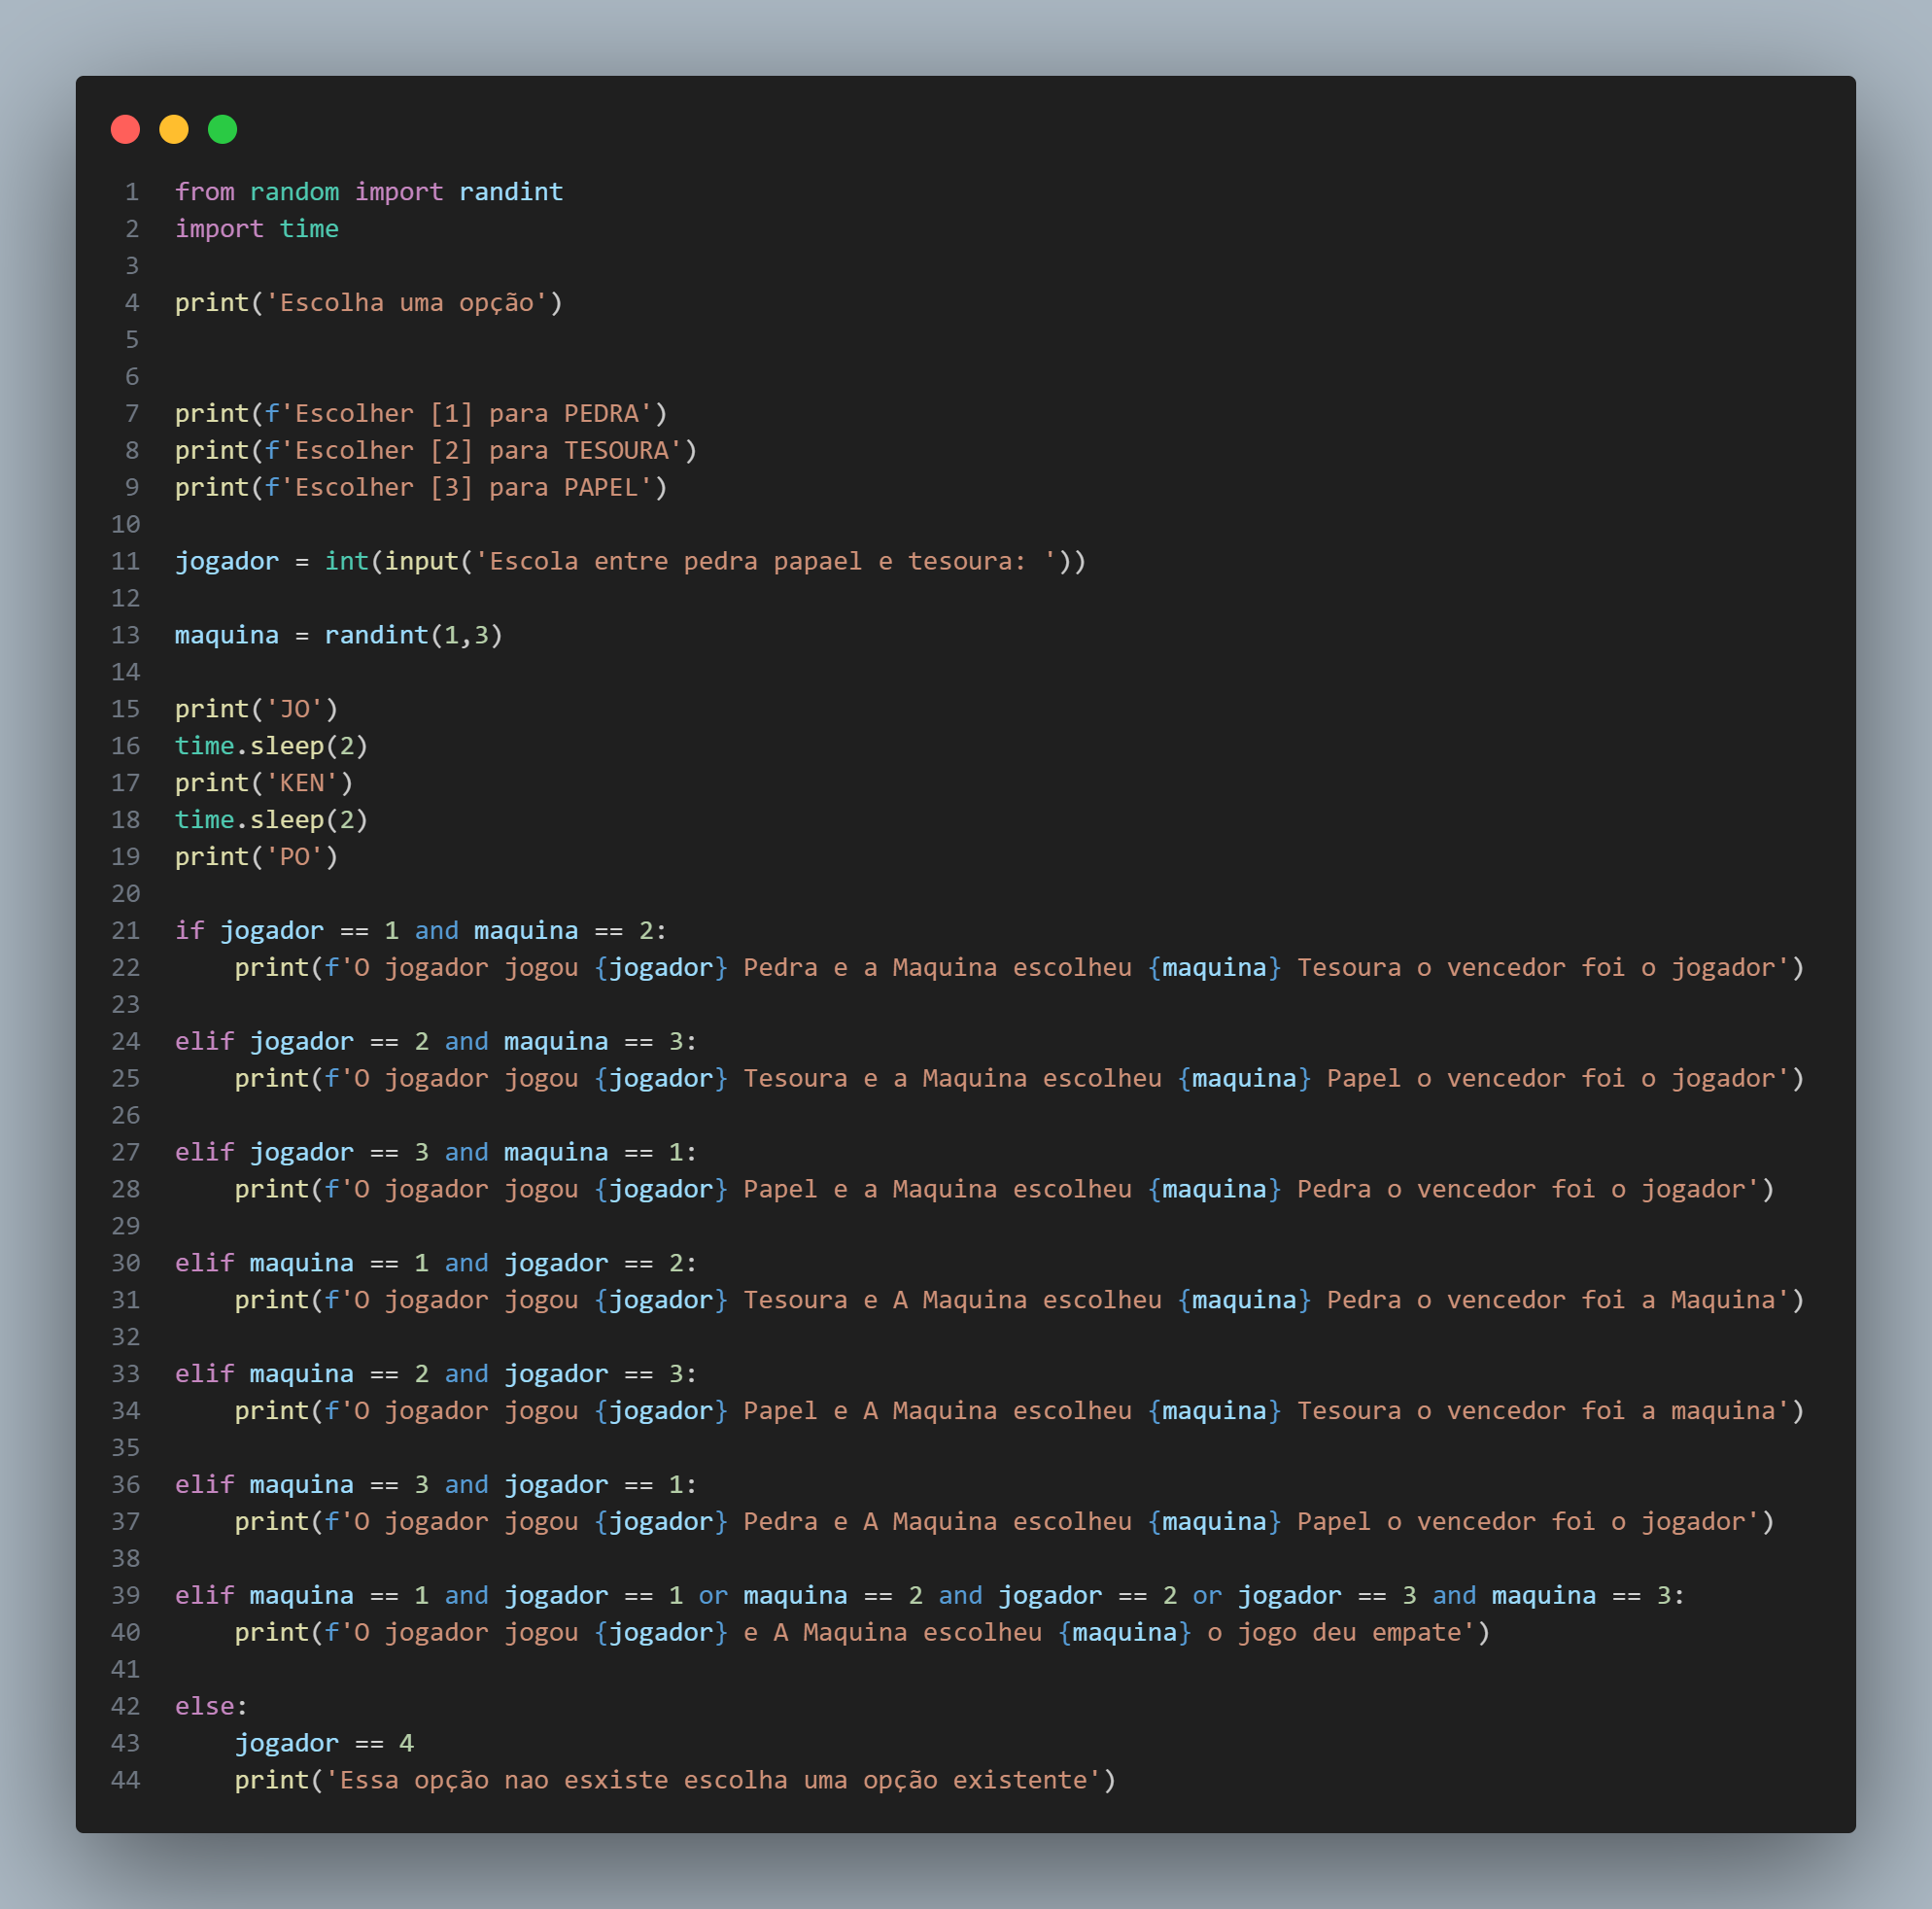 1 from random import randint
2 import time
3
4 print('Escolha uma opção')
5
6
7 print(f'Escolher [1] para PEDRA')
8 print(f'Escolher [2] para TESOURA')
9 print(f'Escolher [3] para PAPEL')
10
11 jogador = int(input('Escola entre pedra papael e tesoura: '))
12
13 maquina = randint(1,3)
14
15 print('JO')
16 time.sleep(2)
17 print('KEN')
18 time.sleep(2)
19 print('PO')
20
21 if jogador == 1 and maquina == 2:
22     print(f'O jogador jogou {jogador} Pedra e a Maquina escolheu {maquina} Tesoura o vencedor foi o jogador')
23
24 elif jogador == 2 and maquina == 3:
25     print(f'O jogador jogou {jogador} Tesoura e a Maquina escolheu {maquina} Papel o vencedor foi o jogador')
26
27 elif jogador == 3 and maquina == 1:
28     print(f'O jogador jogou {jogador} Papel e a Maquina escolheu {maquina} Pedra o vencedor foi o jogador')
29
30 elif maquina == 1 and jogador == 2:
31     print(f'O jogador jogou {jogador} Tesoura e A Maquina escolheu {maquina} Pedra o vencedor foi a Maquina')
32
33 elif maquina == 2 and jogador == 3:
34     print(f'O jogador jogou {jogador} Papel e A Maquina escolheu {maquina} Tesoura o vencedor foi a maquina')
35
36 elif maquina == 3 and jogador == 1:
37     print(f'O jogador jogou {jogador} Pedra e A Maquina escolheu {maquina} Papel o vencedor foi o jogador')
38
39 elif maquina == 1 and jogador == 1 or maquina == 2 and jogador == 2 or jogador == 3 and maquina == 3:
40     print(f'O jogador jogou {jogador} e A Maquina escolheu {maquina} o jogo deu empate')
41
42 else:
43     jogador == 4
44     print('Essa opção nao esxiste escolha uma opção existente')